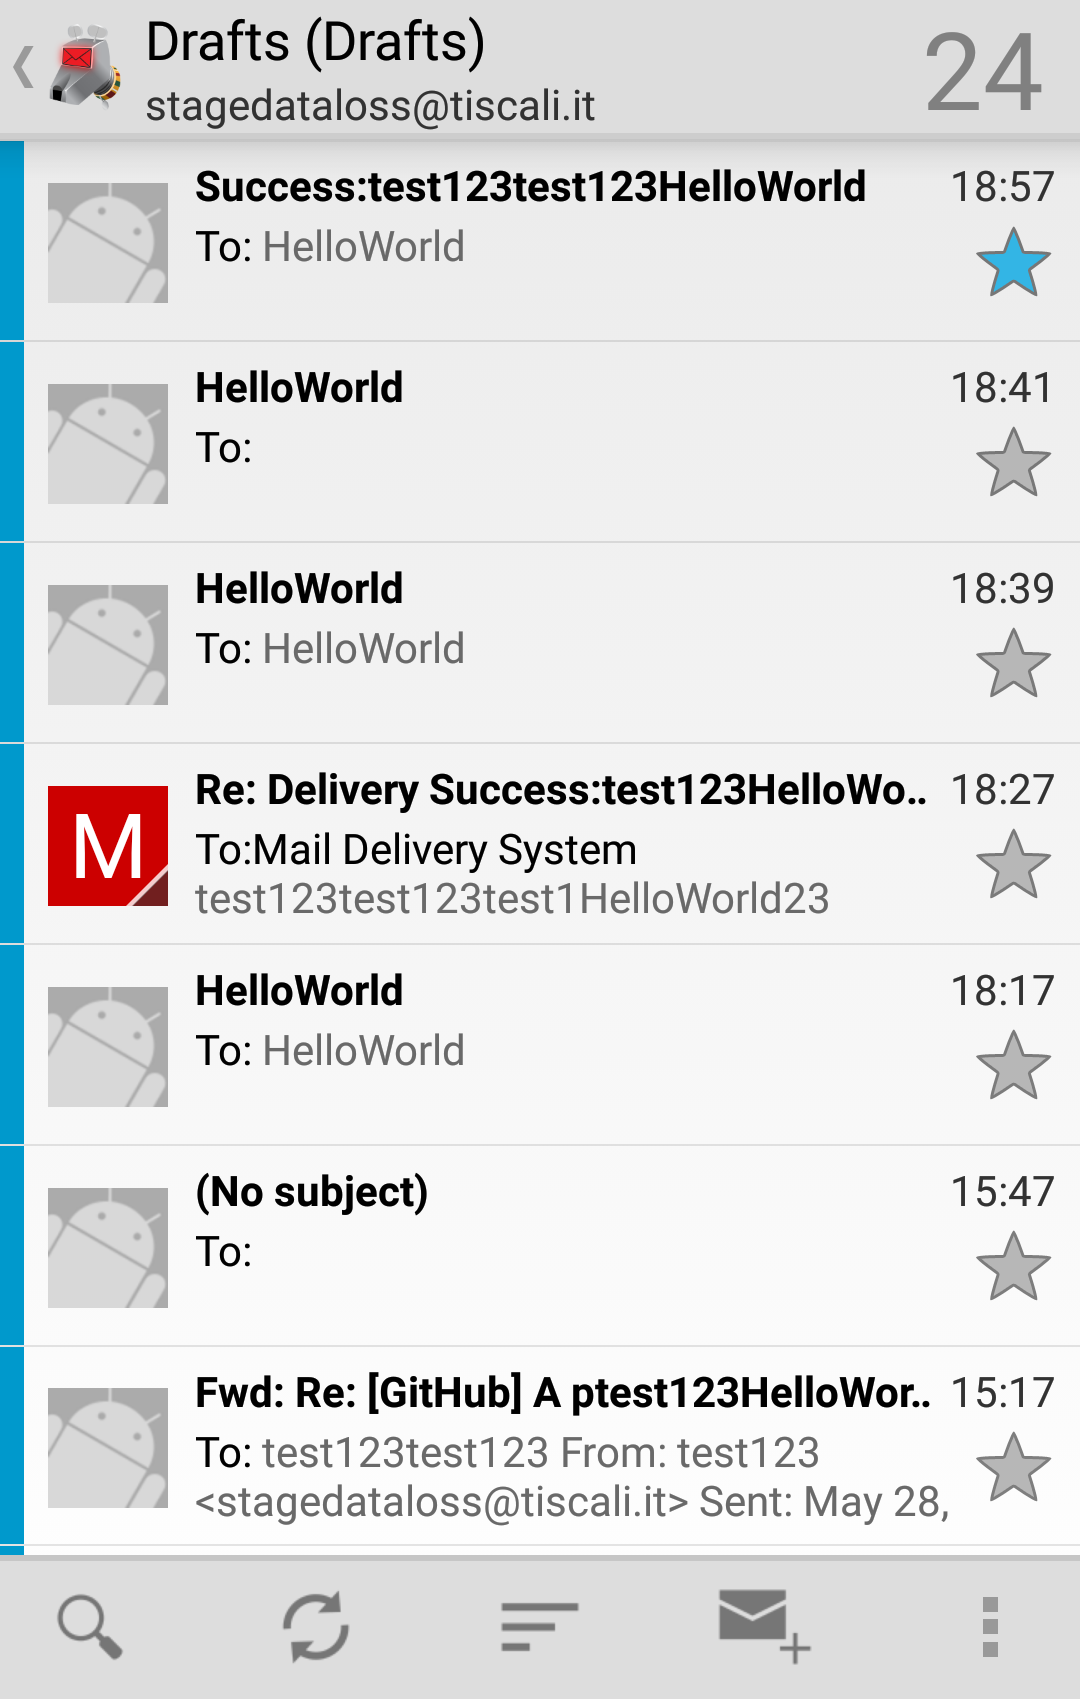 Drafts (Drafts)
24
stagedataloss@tiscali.it
Success:test123test123HelloWorld 18:57
To: HelloWorld
HelloWorld 18:41
To:
HelloWorld 18:39
To: HelloWorld
M
Re: Delivery Success:test123HelloWo.. 18:27
To:Mail Delivery System
test123test123test1HelloWorld23
HelloWorld 18:17
To: HelloWorld
(No subject) 15:47
To:
Fwd: Re: [GitHub] A ptest123HelloWor.. 15:17
To: test123test123 From: test123
<stagedataloss@tiscali.it> Sent: May 28,